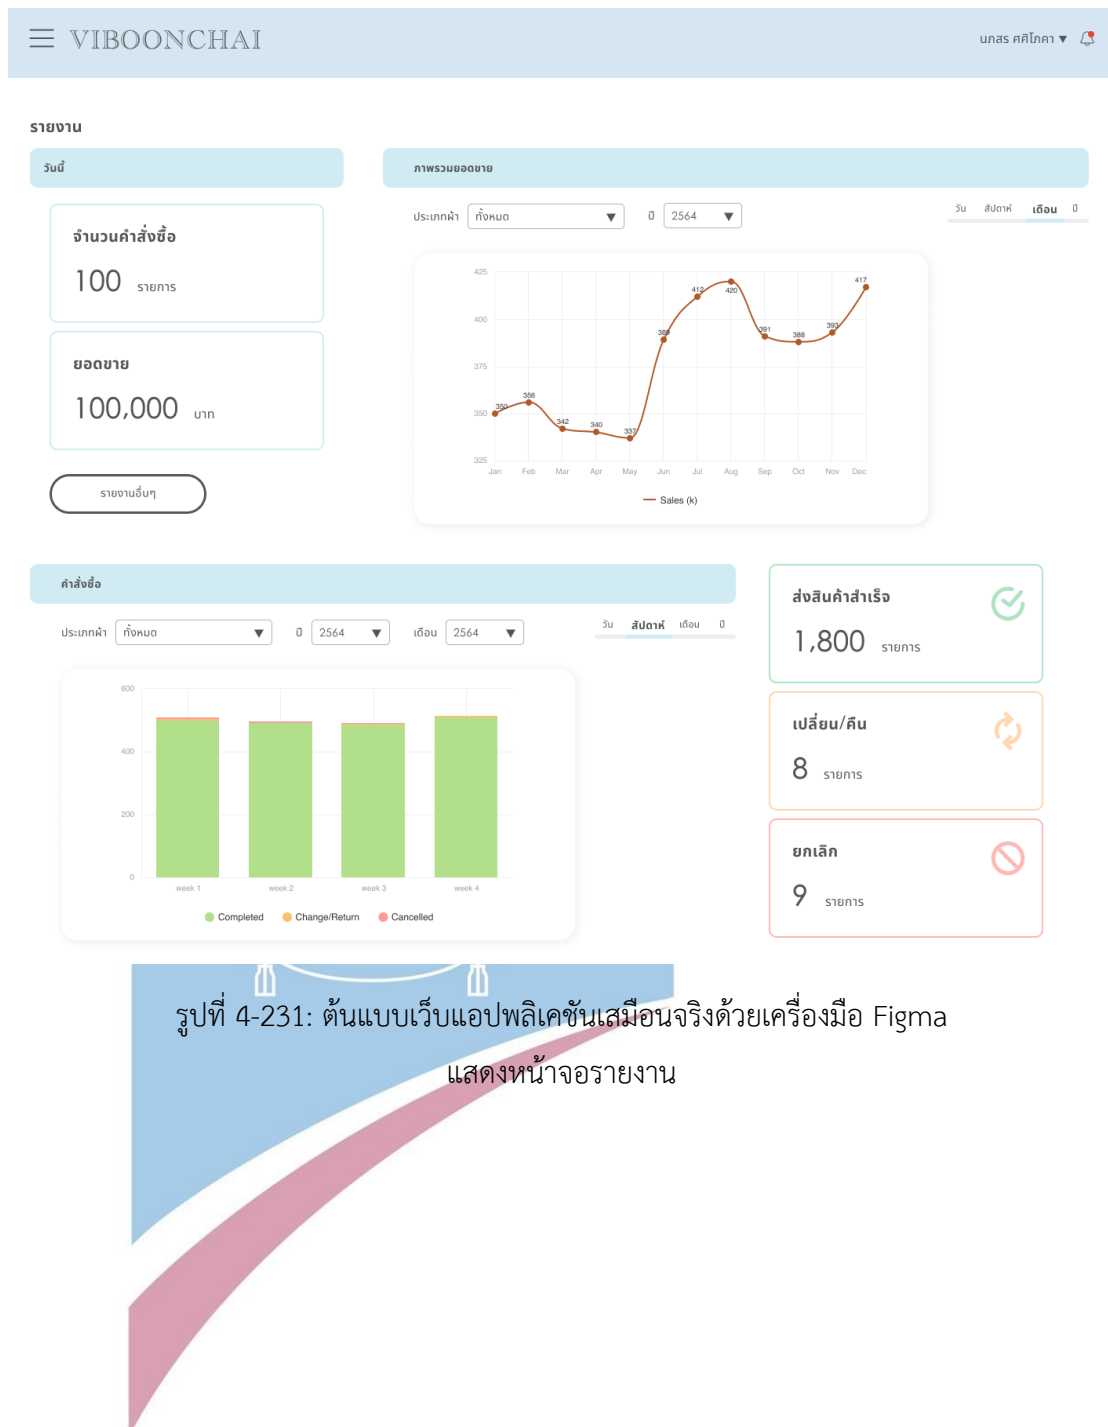 VIBOONCHAI
นภสร ศศิโภคา ▼
รายงาน
วันนี้
จำนวนคำสั่งซื้อ
100 รายการ
ยอดขาย
100,000 บาท
รายงานอื่นๆ
ภาพรวมยอดขาย
ประเภทผ้า ทั้งหมด ▼ ปี 2564 ▼
วัน สัปดาห์ เดือน ปี
425
400
375
350
325
350 356 342 340 337 389 412 420 391 388 393 417
Jan Feb Mar Apr May Jun Jul Aug Sep Oct Nov Dec
Sales (k)
คำสั่งซื้อ
ประเภทผ้า ทั้งหมด ▼ ปี 2564 ▼ เดือน 2564 ▼
วัน สัปดาห์ เดือน ปี
600
400
200
0
week 1 week 2 week 3 week 4
Completed Change/Return Cancelled
ส่งสินค้าสำเร็จ
1,800 รายการ
เปลี่ยน/คืน
8 รายการ
ยกเลิก
9 รายการ
รูปที่ 4-231: ต้นแบบเว็บแอปพลิเคชันเสมือนจริงด้วยเครื่องมือ Figma
แสดงหน้าจอรายงาน